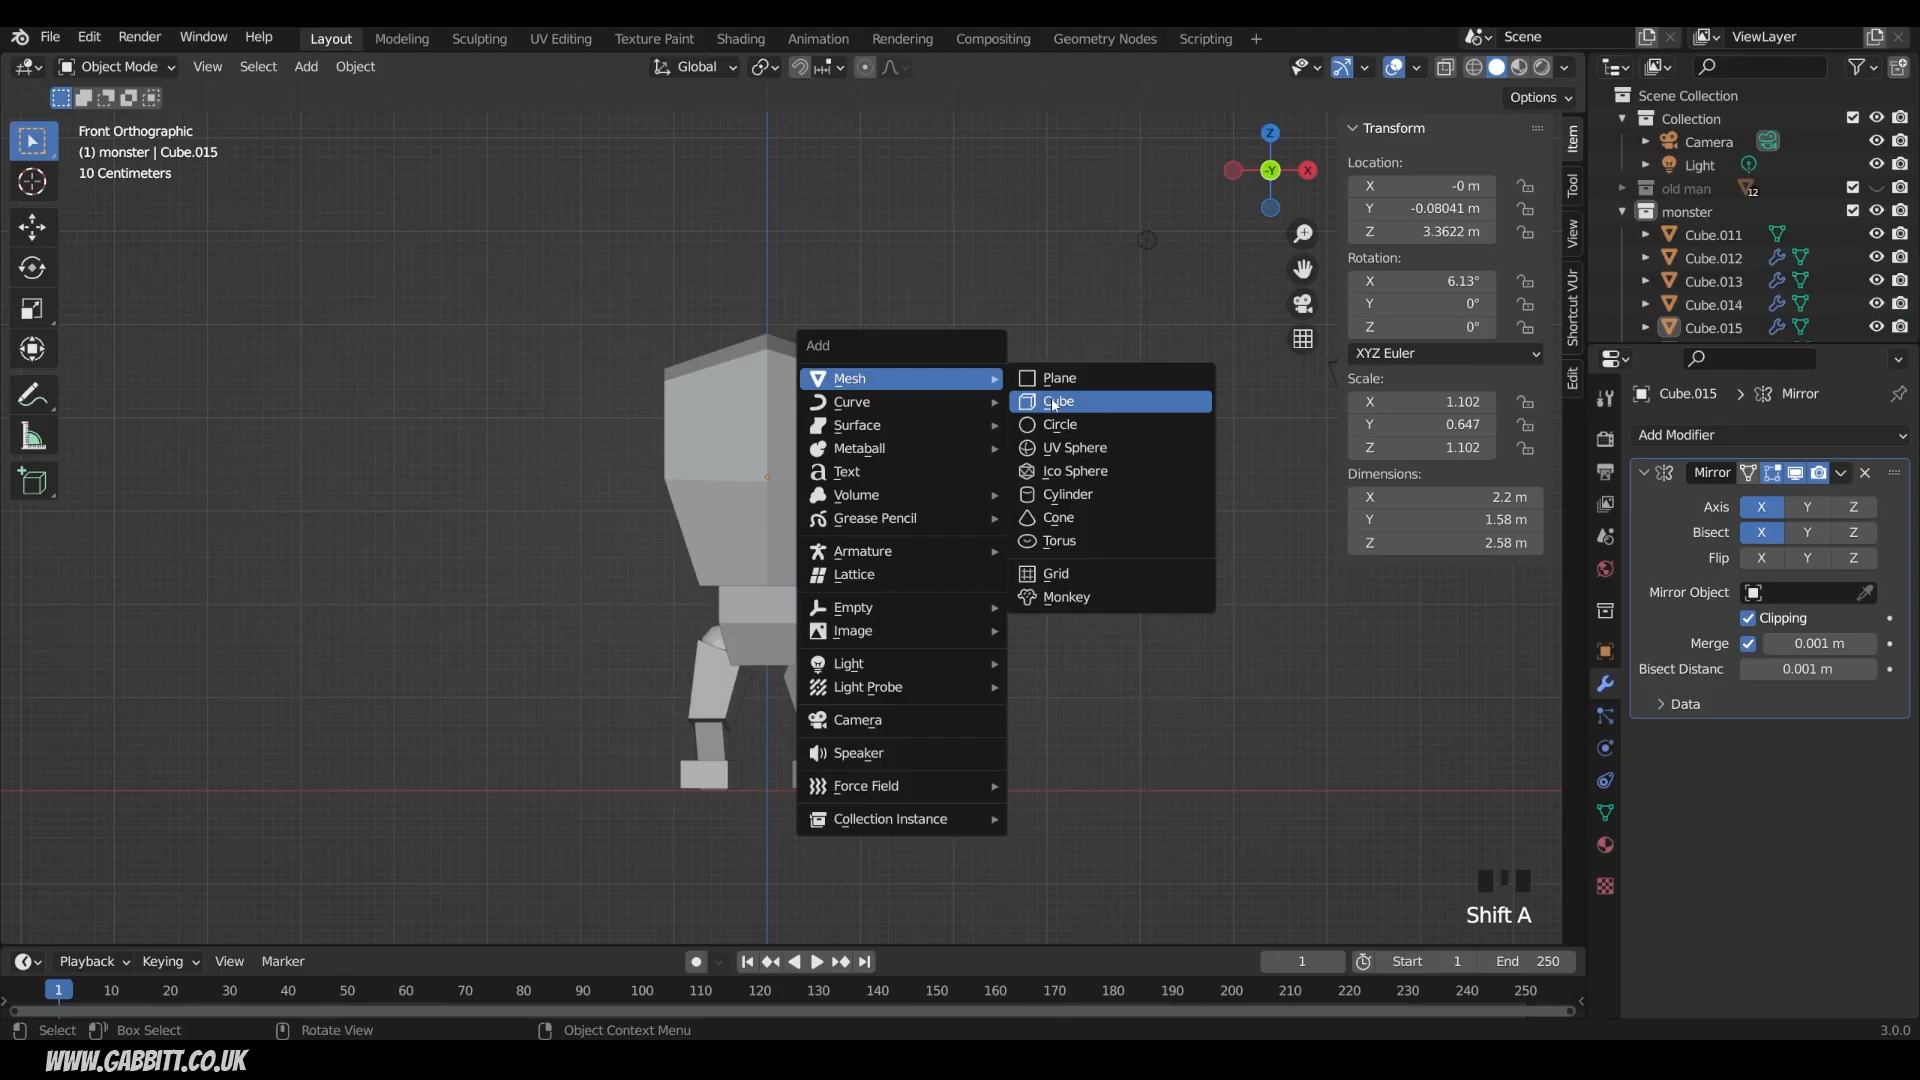 File Edit Render Window Help Layout Modeling Sculpting UV Editing Texture Paint Shading Animation Rendering Compositing Geometry Nodes Scripting + Scene ViewLayer
Object Mode View Select Add Object Global
Options
Front Orthographic
(1) monster | Cube.015
10 Centimeters
Z
-Y
X
Add
Mesh
Curve
Surface
Metaball
Text
Volume
Grease Pencil
Armature
Lattice
Empty
Image
Light
Light Probe
Camera
Speaker
Force Field
Collection Instance
Plane
Cube
Circle
UV Sphere
Ico Sphere
Cylinder
Cone
Torus
Grid
Monkey
Transform
Location:
X -0 m
Y -0.08041 m
Z 3.3622 m
Rotation:
X 6.13°
Y 0°
Z 0°
XYZ Euler
Scale:
X 1.102
Y 0.647
Z 1.102
Dimensions:
X 2.2 m
Y 1.58 m
Z 2.58 m
Item
Tool
View
Shortcut VUr
Edit
Scene Collection
Collection
Camera
Light
old man 12
monster
Cube.011
Cube.012
Cube.013
Cube.014
Cube.015
Cube.015 > Mirror
Add Modifier
Mirror
Axis X Y Z
Bisect X Y Z
Flip X Y Z
Mirror Object
Clipping
Merge 0.001 m
Bisect Distanc 0.001 m
Data
Shift A
Playback Keying View Marker 1 Start 1 End 250
1 10 20 30 40 50 60 70 80 90 100 110 120 130 140 150 160 170 180 190 200 210 220 230 240 250
Select Box Select Rotate View Object Context Menu 3.0.0
WWW.GABBITT.CO.UK